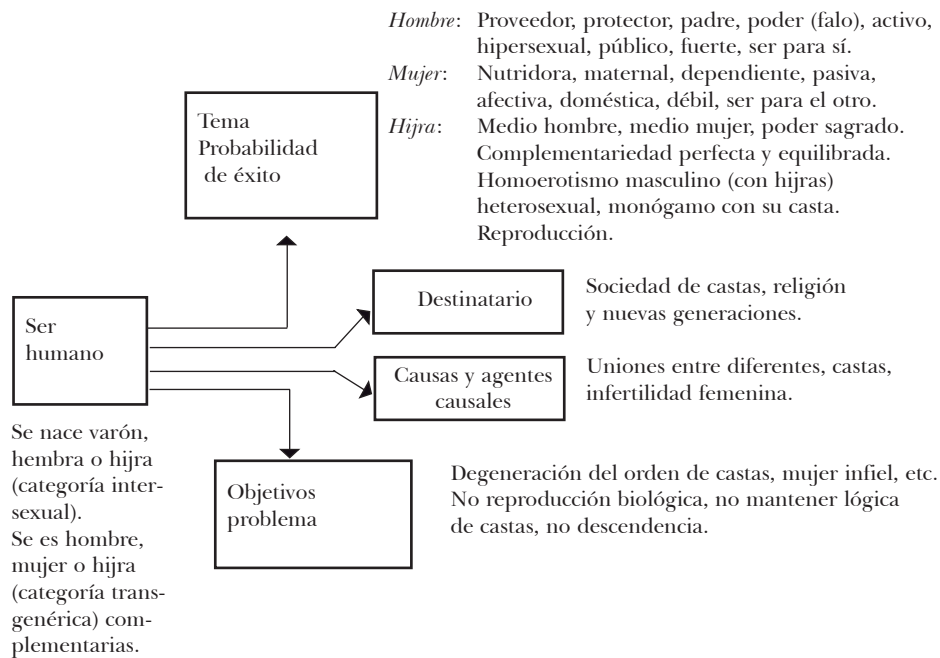 Hombre: Proveedor, protector, padre, poder (falo), activo,
hipersexual, público, fuerte, ser para sí.
Mujer: Nutridora, maternal, dependiente, pasiva,
afectiva, doméstica, débil, ser para el otro.
Hijra: Medio hombre, medio mujer, poder sagrado.
Complementariedad perfecta y equilibrada.
Homoerotismo masculino (con hijras)
heterosexual, monógamo con su casta.
Reproducción.
Tema
Probabilidad
de éxito
Destinatario
Sociedad de castas, religión
y nuevas generaciones.
Ser
humano
Causas y agentes
causales
Uniones entre diferentes, castas,
infertilidad femenina.
Se nace varón,
hembra o hijra
(categoría inter-
sexual).
Se es hombre,
mujer o hijra
(categoría trans-
genérica) com-
plementarias.
Objetivos
problema
Degeneración del orden de castas, mujer infiel, etc.
No reproducción biológica, no mantener lógica
de castas, no descendencia.